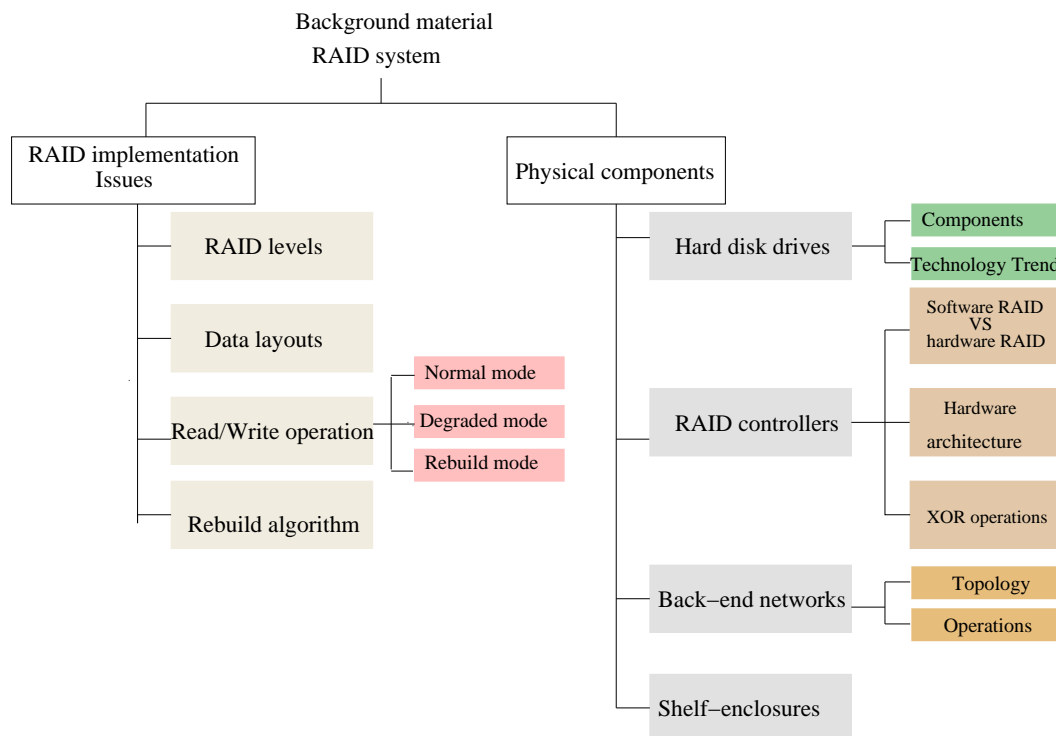 Background material
RAID system
RAID implementation
Issues
RAID levels
Data layouts
Read/Write operation
Normal mode
Degraded mode
Rebuild mode
Rebuild algorithm
Physical components
Hard disk drives
Components
Technology Trend
RAID controllers
Software RAID
VS
hardware RAID
Hardware
architecture
XOR operations
Back−end networks
Topology
Operations
Shelf−enclosures